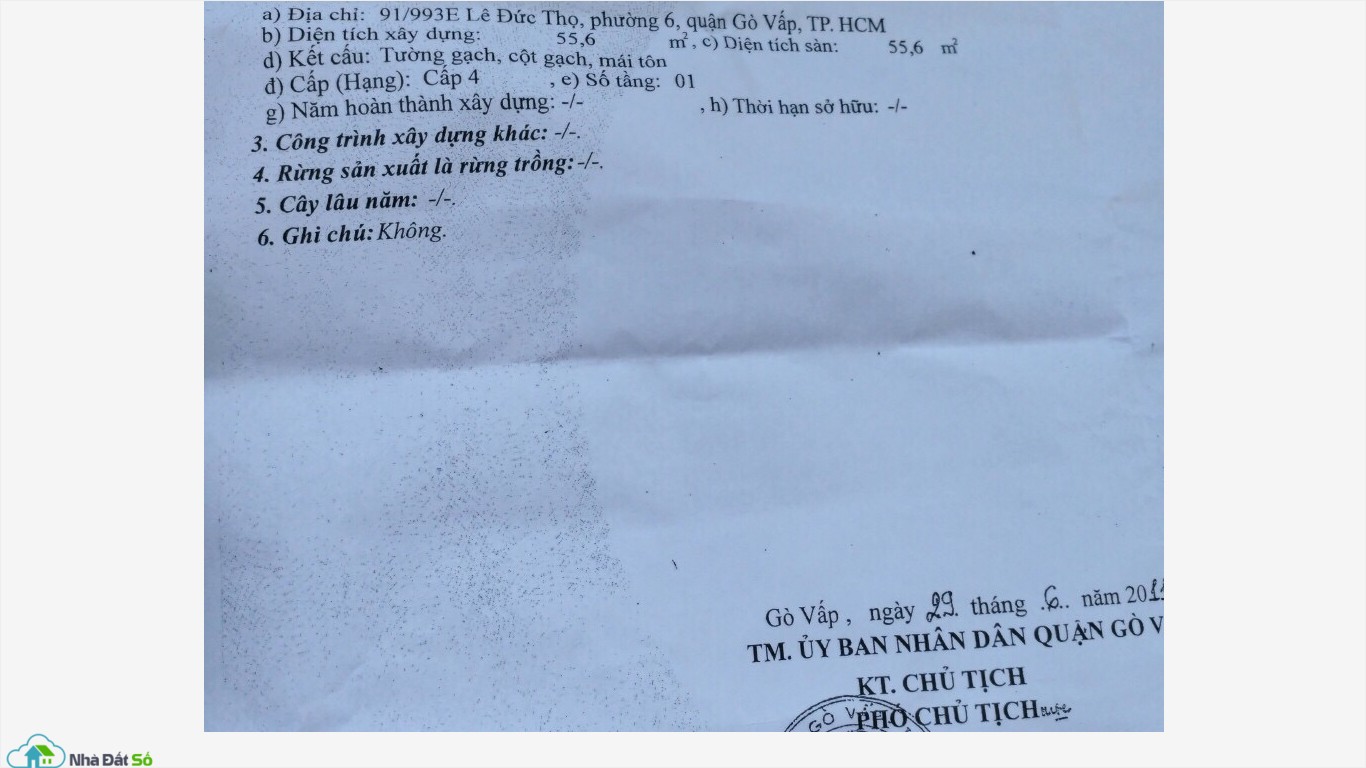 a) Địa chỉ: 91/993E Lê Đức Thọ, phường 6, quận Gò Vấp, TP. HCM
b) Diện tích xây dựng: 55,6 m², c) Diện tích sàn: 55,6 m²
d) Kết cấu: Tường gạch, cột gạch, mái tôn
đ) Cấp (Hạng): Cấp 4 , e) Số tầng: 01
g) Năm hoàn thành xây dựng: -/- , h) Thời hạn sở hữu: -/-
3. Công trình xây dựng khác: -/-.
4. Rừng sản xuất là rừng trồng: -/-.
5. Cây lâu năm: -/-.
6. Ghi chú: Không.
Gò Vấp , ngày 29. tháng .6.. năm 2011
TM. ỦY BAN NHÂN DÂN QUẬN GÒ V
KT. CHỦ TỊCH
PHÓ CHỦ TỊCH
GÒ VẤP
Nhà Đất Số